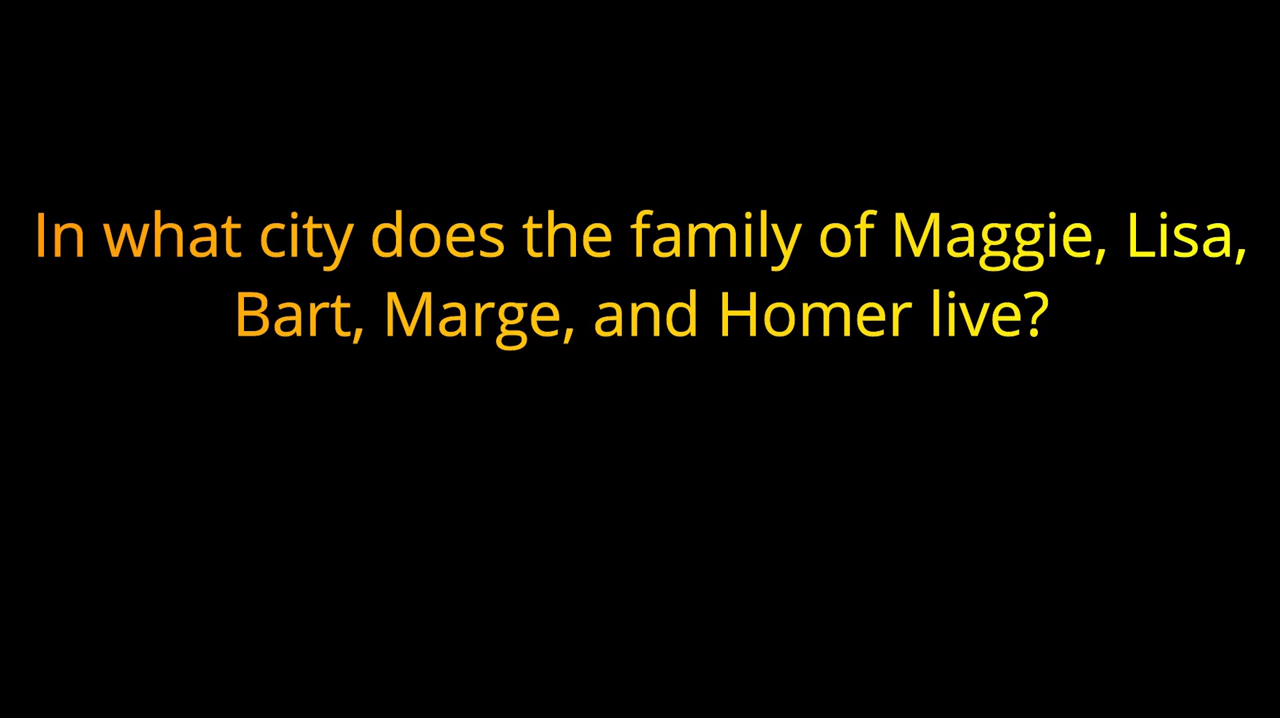 In what city does the family of Maggie, Lisa,
Bart, Marge, and Homer live?